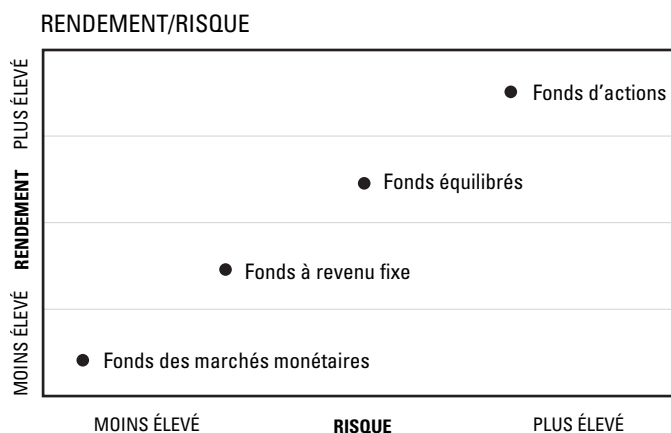 RENDEMENT/RISQUE
PLUS ÉLEVÉ
RENDEMENT
MOINS ÉLEVÉ
Fonds d’actions
Fonds équilibrés
Fonds à revenu fixe
Fonds des marchés monétaires
MOINS ÉLEVÉ
RISQUE
PLUS ÉLEVÉ